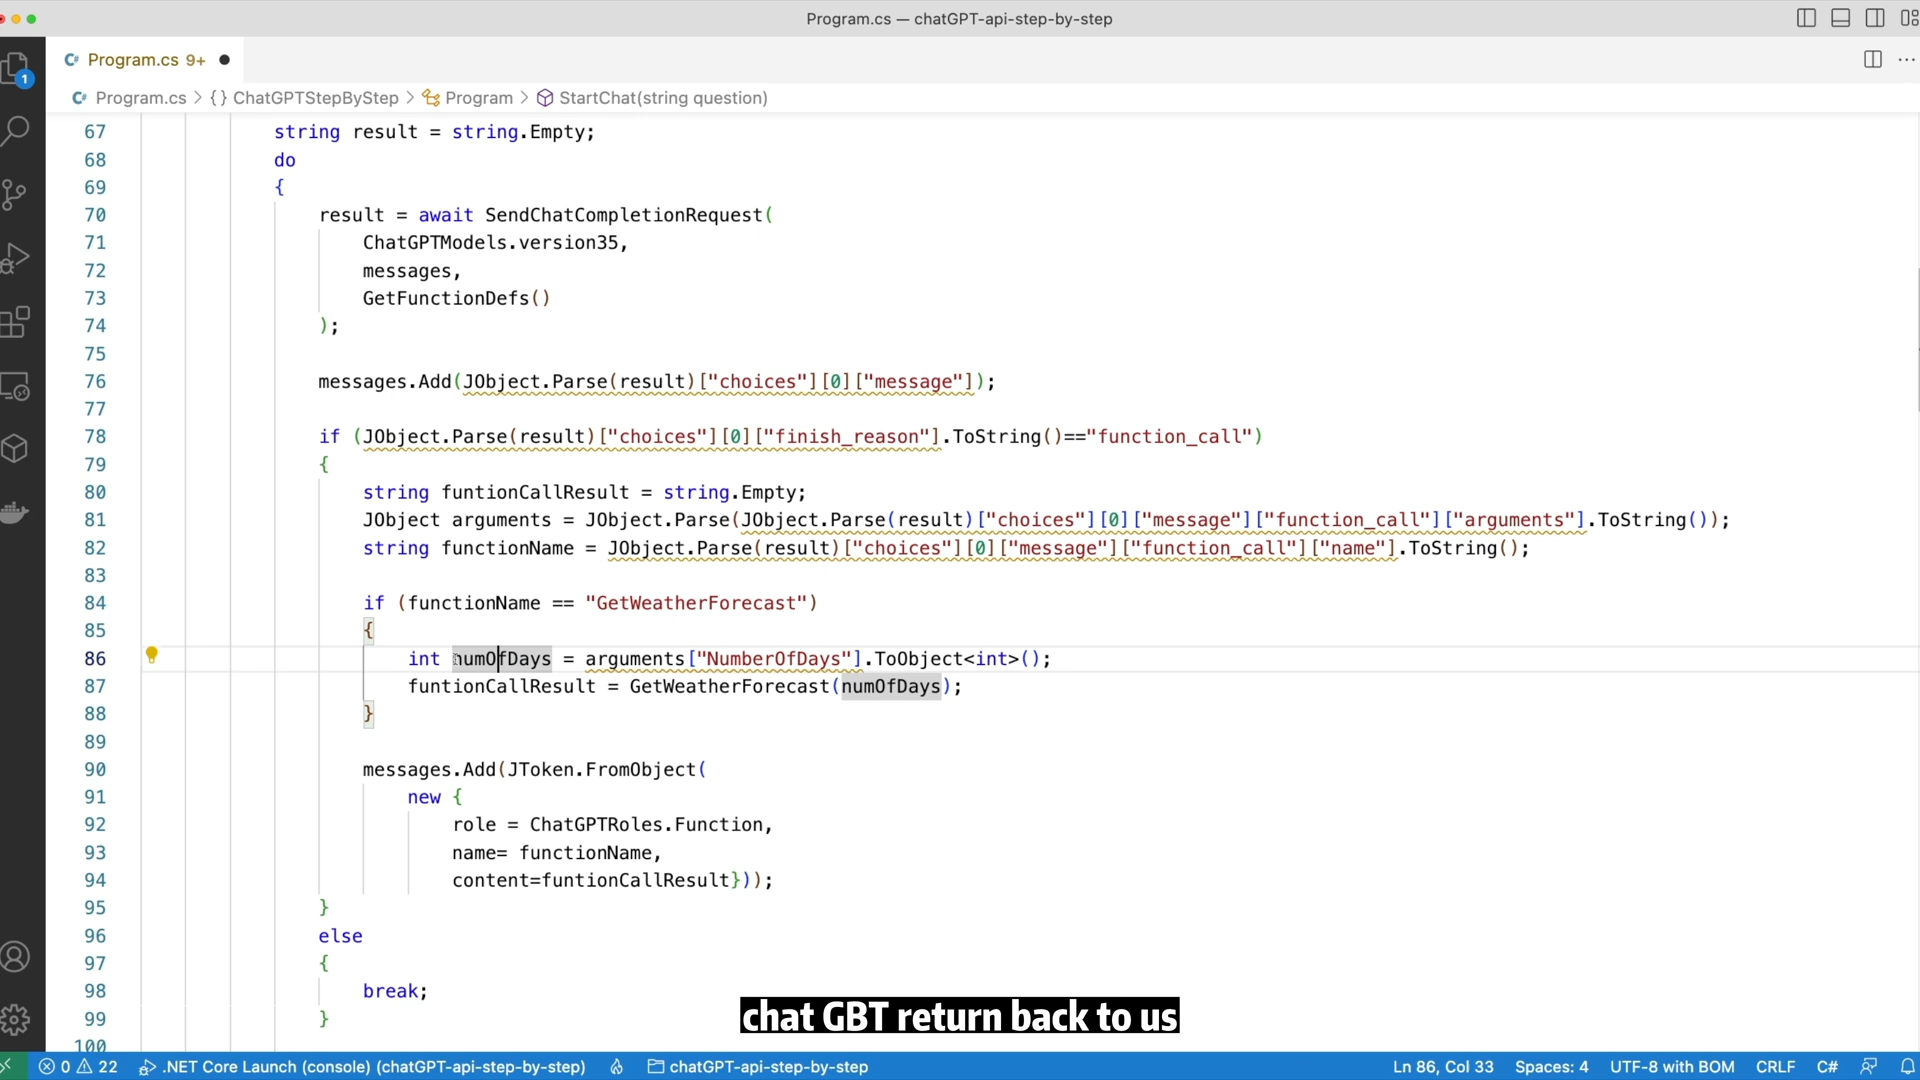 Program.cs — chatGPT-api-step-by-step
1
Program.cs 9+
Program.cs > {} ChatGPTStepByStep > Program > StartChat(string question)
67 string result = string.Empty;
68 do
69 {
70 result = await SendChatCompletionRequest(
71 ChatGPTModels.version35,
72 messages,
73 GetFunctionDefs()
74 );
75
76 messages.Add(JObject.Parse(result)["choices"][0]["message"]);
77
78 if (JObject.Parse(result)["choices"][0]["finish_reason"].ToString()=="function_call")
79 {
80 string funtionCallResult = string.Empty;
81 JObject arguments = JObject.Parse(JObject.Parse(result)["choices"][0]["message"]["function_call"]["arguments"].ToString());
82 string functionName = JObject.Parse(result)["choices"][0]["message"]["function_call"]["name"].ToString();
83
84 if (functionName == "GetWeatherForecast")
85 {
86 int numOfDays = arguments["NumberOfDays"].ToObject<int>();
87 funtionCallResult = GetWeatherForecast(numOfDays);
88 }
89
90 messages.Add(JToken.FromObject(
91 new {
92 role = ChatGPTRoles.Function,
93 name= functionName,
94 content=funtionCallResult}));
95 }
96 else
97 {
98 break;
99 }
100
chat GBT return back to us
0 22 .NET Core Launch (console) (chatGPT-api-step-by-step) chatGPT-api-step-by-step Ln 86, Col 33 Spaces: 4 UTF-8 with BOM CRLF C#